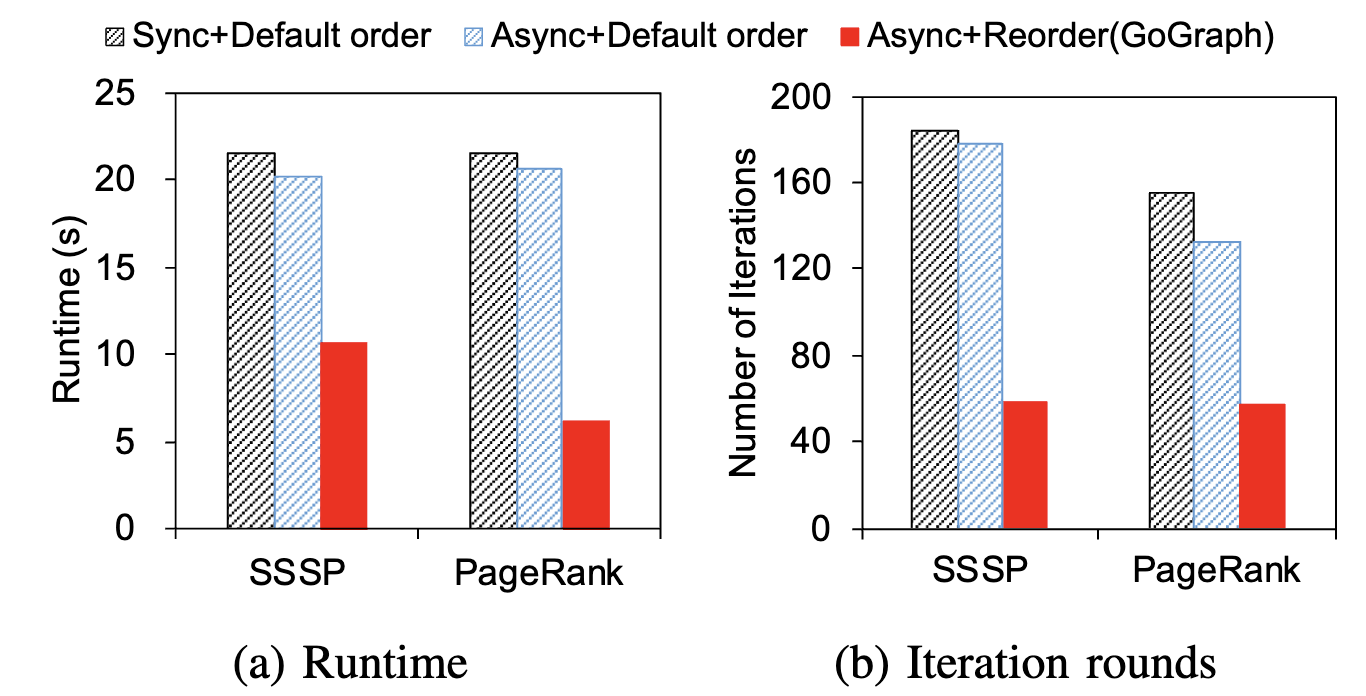 Sync+Default order Async+Default order Async+Reorder(GoGraph)
Runtime (s)
25
20
15
10
5
0
SSSP PageRank
(a) Runtime
Number of Iterations
200
160
120
80
40
0
SSSP PageRank
(b) Iteration rounds